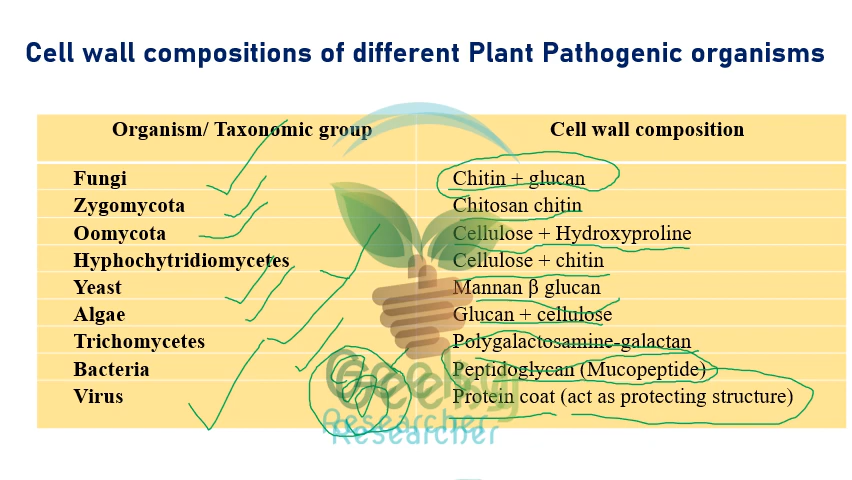 Cell wall compositions of different Plant Pathogenic organisms
Organism/ Taxonomic group Cell wall composition
Fungi Chitin + glucan
Zygomycota Chitosan chitin
Oomycota Cellulose + Hydroxyproline
Hyphochytridiomycetes Cellulose + chitin
Yeast Mannan β glucan
Algae Glucan + cellulose
Trichomycetes Polygalactosamine-galactan
Bacteria Peptidoglycan (Mucopeptide)
Virus Protein coat (act as protecting structure)
Geeky
Researcher
Researcher